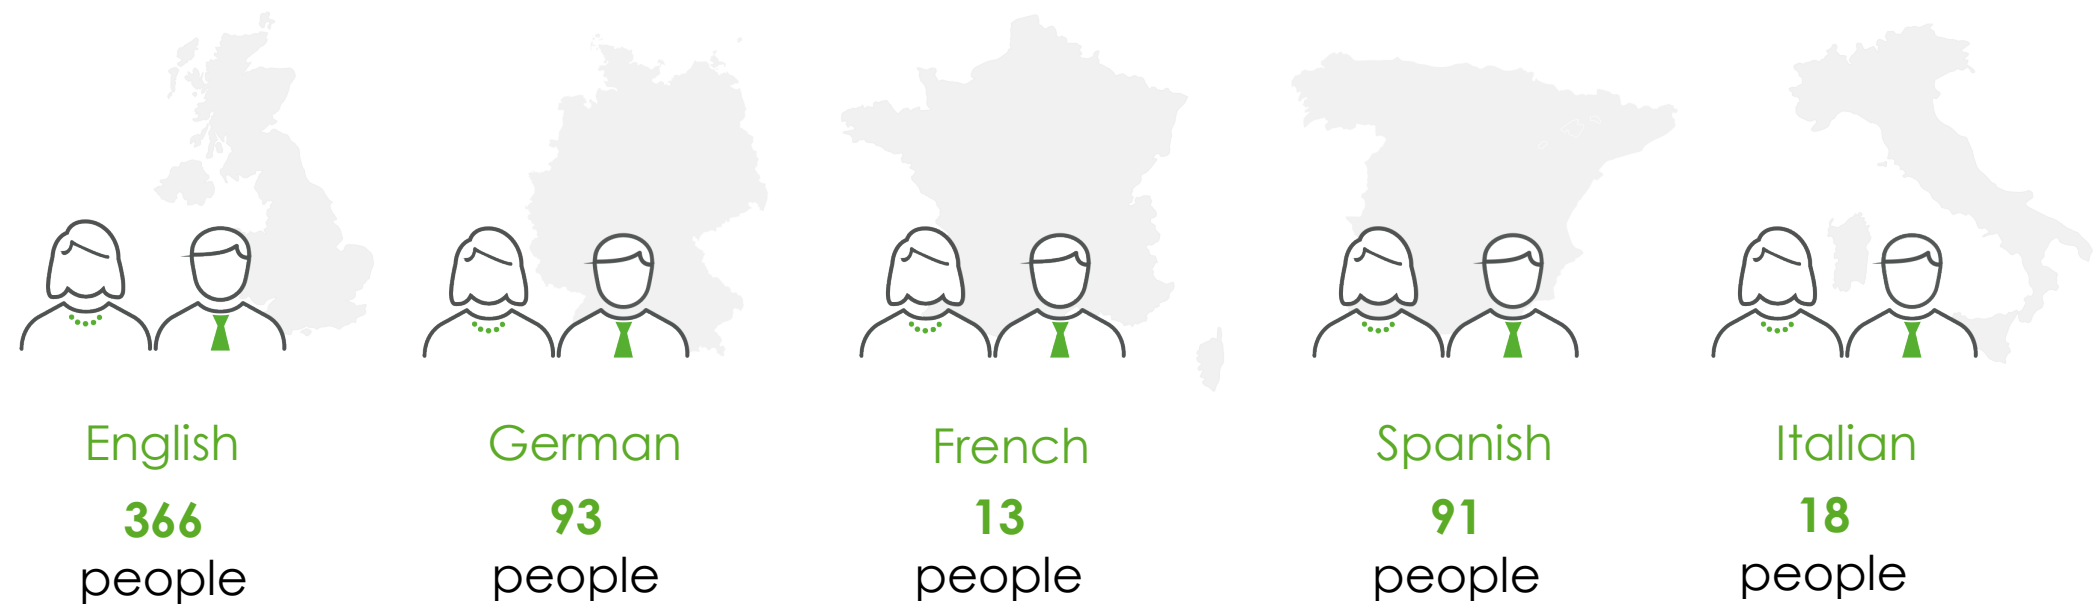 English
366
people
German
93
people
French
13
people
Spanish
91
people
Italian
18
people